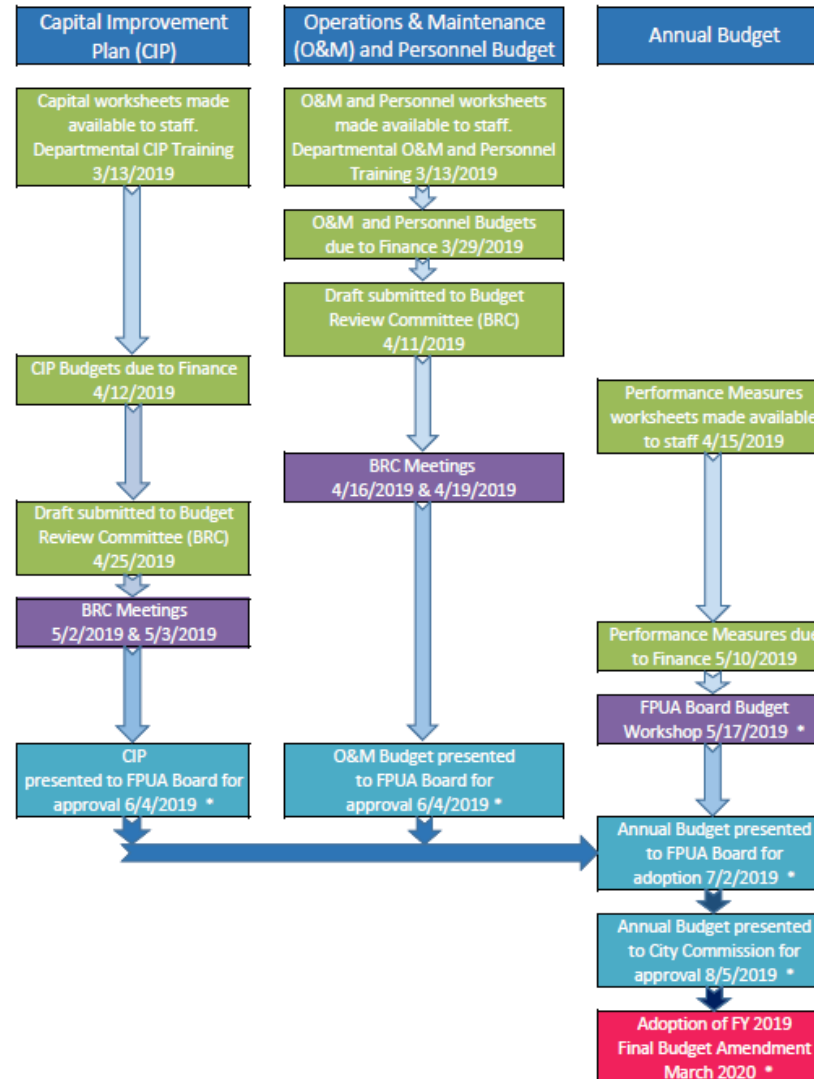 Capital Improvement
Plan (CIP)
Capital worksheets made
available to staff.
Departmental CIP Training
3/13/2019
CIP Budgets due to Finance
4/12/2019
Draft submitted to Budget
Review Committee (BRC)
4/25/2019
BRC Meetings
5/2/2019 & 5/3/2019
CIP
presented to FPUA Board for
approval 6/4/2019 *
Operations & Maintenance
(O&M) and Personnel Budget
O&M and Personnel worksheets
made available to staff.
Departmental O&M and Personnel
Training 3/13/2019
O&M and Personnel Budgets
due to Finance 3/29/2019
Draft submitted to Budget
Review Committee (BRC)
4/11/2019
BRC Meetings
4/16/2019 & 4/19/2019
O&M Budget presented
to FPUA Board for
approval 6/4/2019 *
Annual Budget
Performance Measures
worksheets made available
to staff 4/15/2019
Performance Measures due
to Finance 5/10/2019
FPUA Board Budget
Workshop 5/17/2019 *
Annual Budget presented
to FPUA Board for
adoption 7/2/2019 *
Annual Budget presented
to City Commission for
approval 8/5/2019 *
Adoption of FY 2019
Final Budget Amendment
March 2020 *